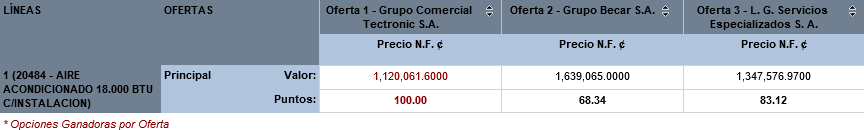 LÍNEAS OFERTAS Oferta 1 - Grupo Comercial Tectronic S.A. Oferta 2 - Grupo Becar S.A. Oferta 3 - L. G. Servicios Especializados S. A.
Precio N.F. ¢ Precio N.F. ¢ Precio N.F. ¢
1 (20484 - AIRE ACONDICIONADO 18.000 BTU C/INSTALACION) Principal Valor: 1,120,061.6000 1,639,065.0000 1,347,576.9700
Puntos: 100.00 68.34 83.12
* Opciones Ganadoras por Oferta